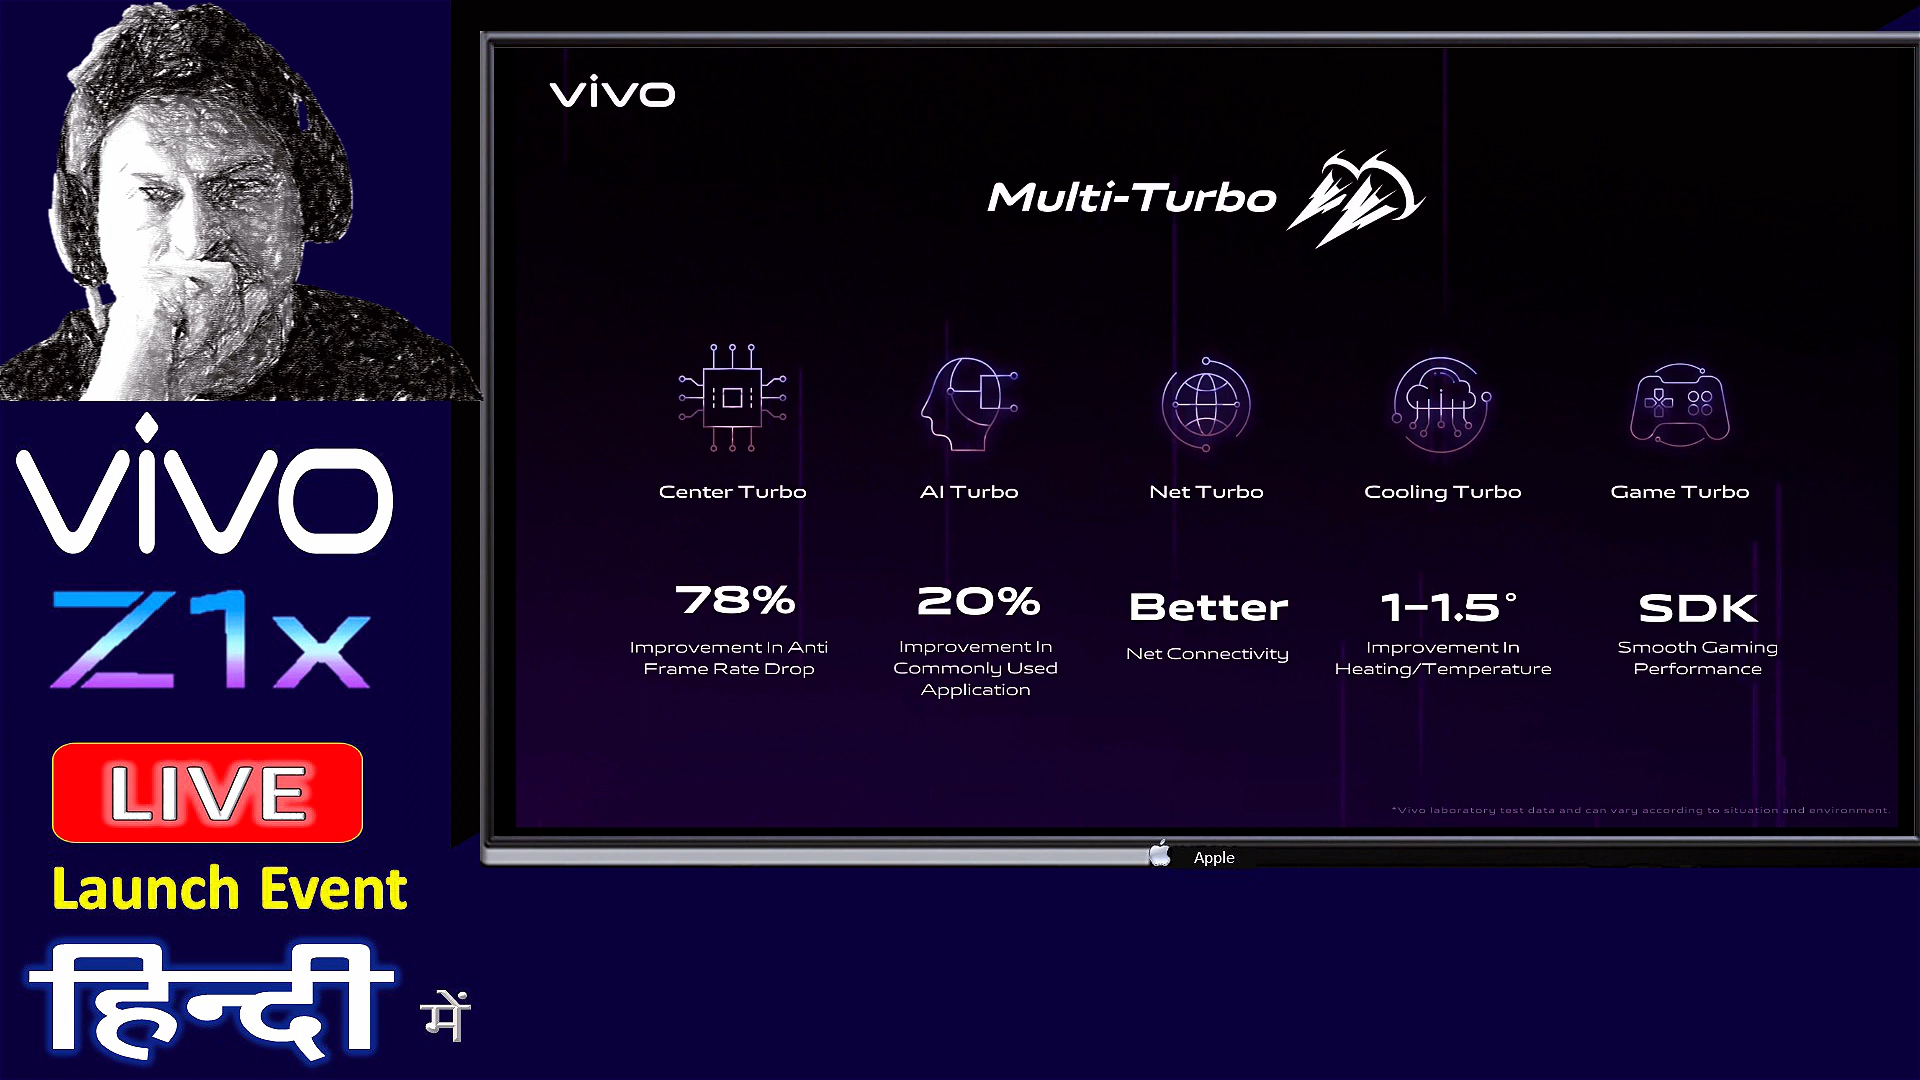 vivo
Z1x
LIVE
Launch Event
हिन्दी में
vivo
Multi-Turbo
Center Turbo
AI Turbo
Net Turbo
Cooling Turbo
Game Turbo
78%
Improvement In Anti
Frame Rate Drop
20%
Improvement In
Commonly Used
Application
Better
Net Connectivity
1-1.5°
Improvement In
Heating/Temperature
SDK
Smooth Gaming
Performance
*Vivo laboratory test data and can vary according to situation and environment.
Apple